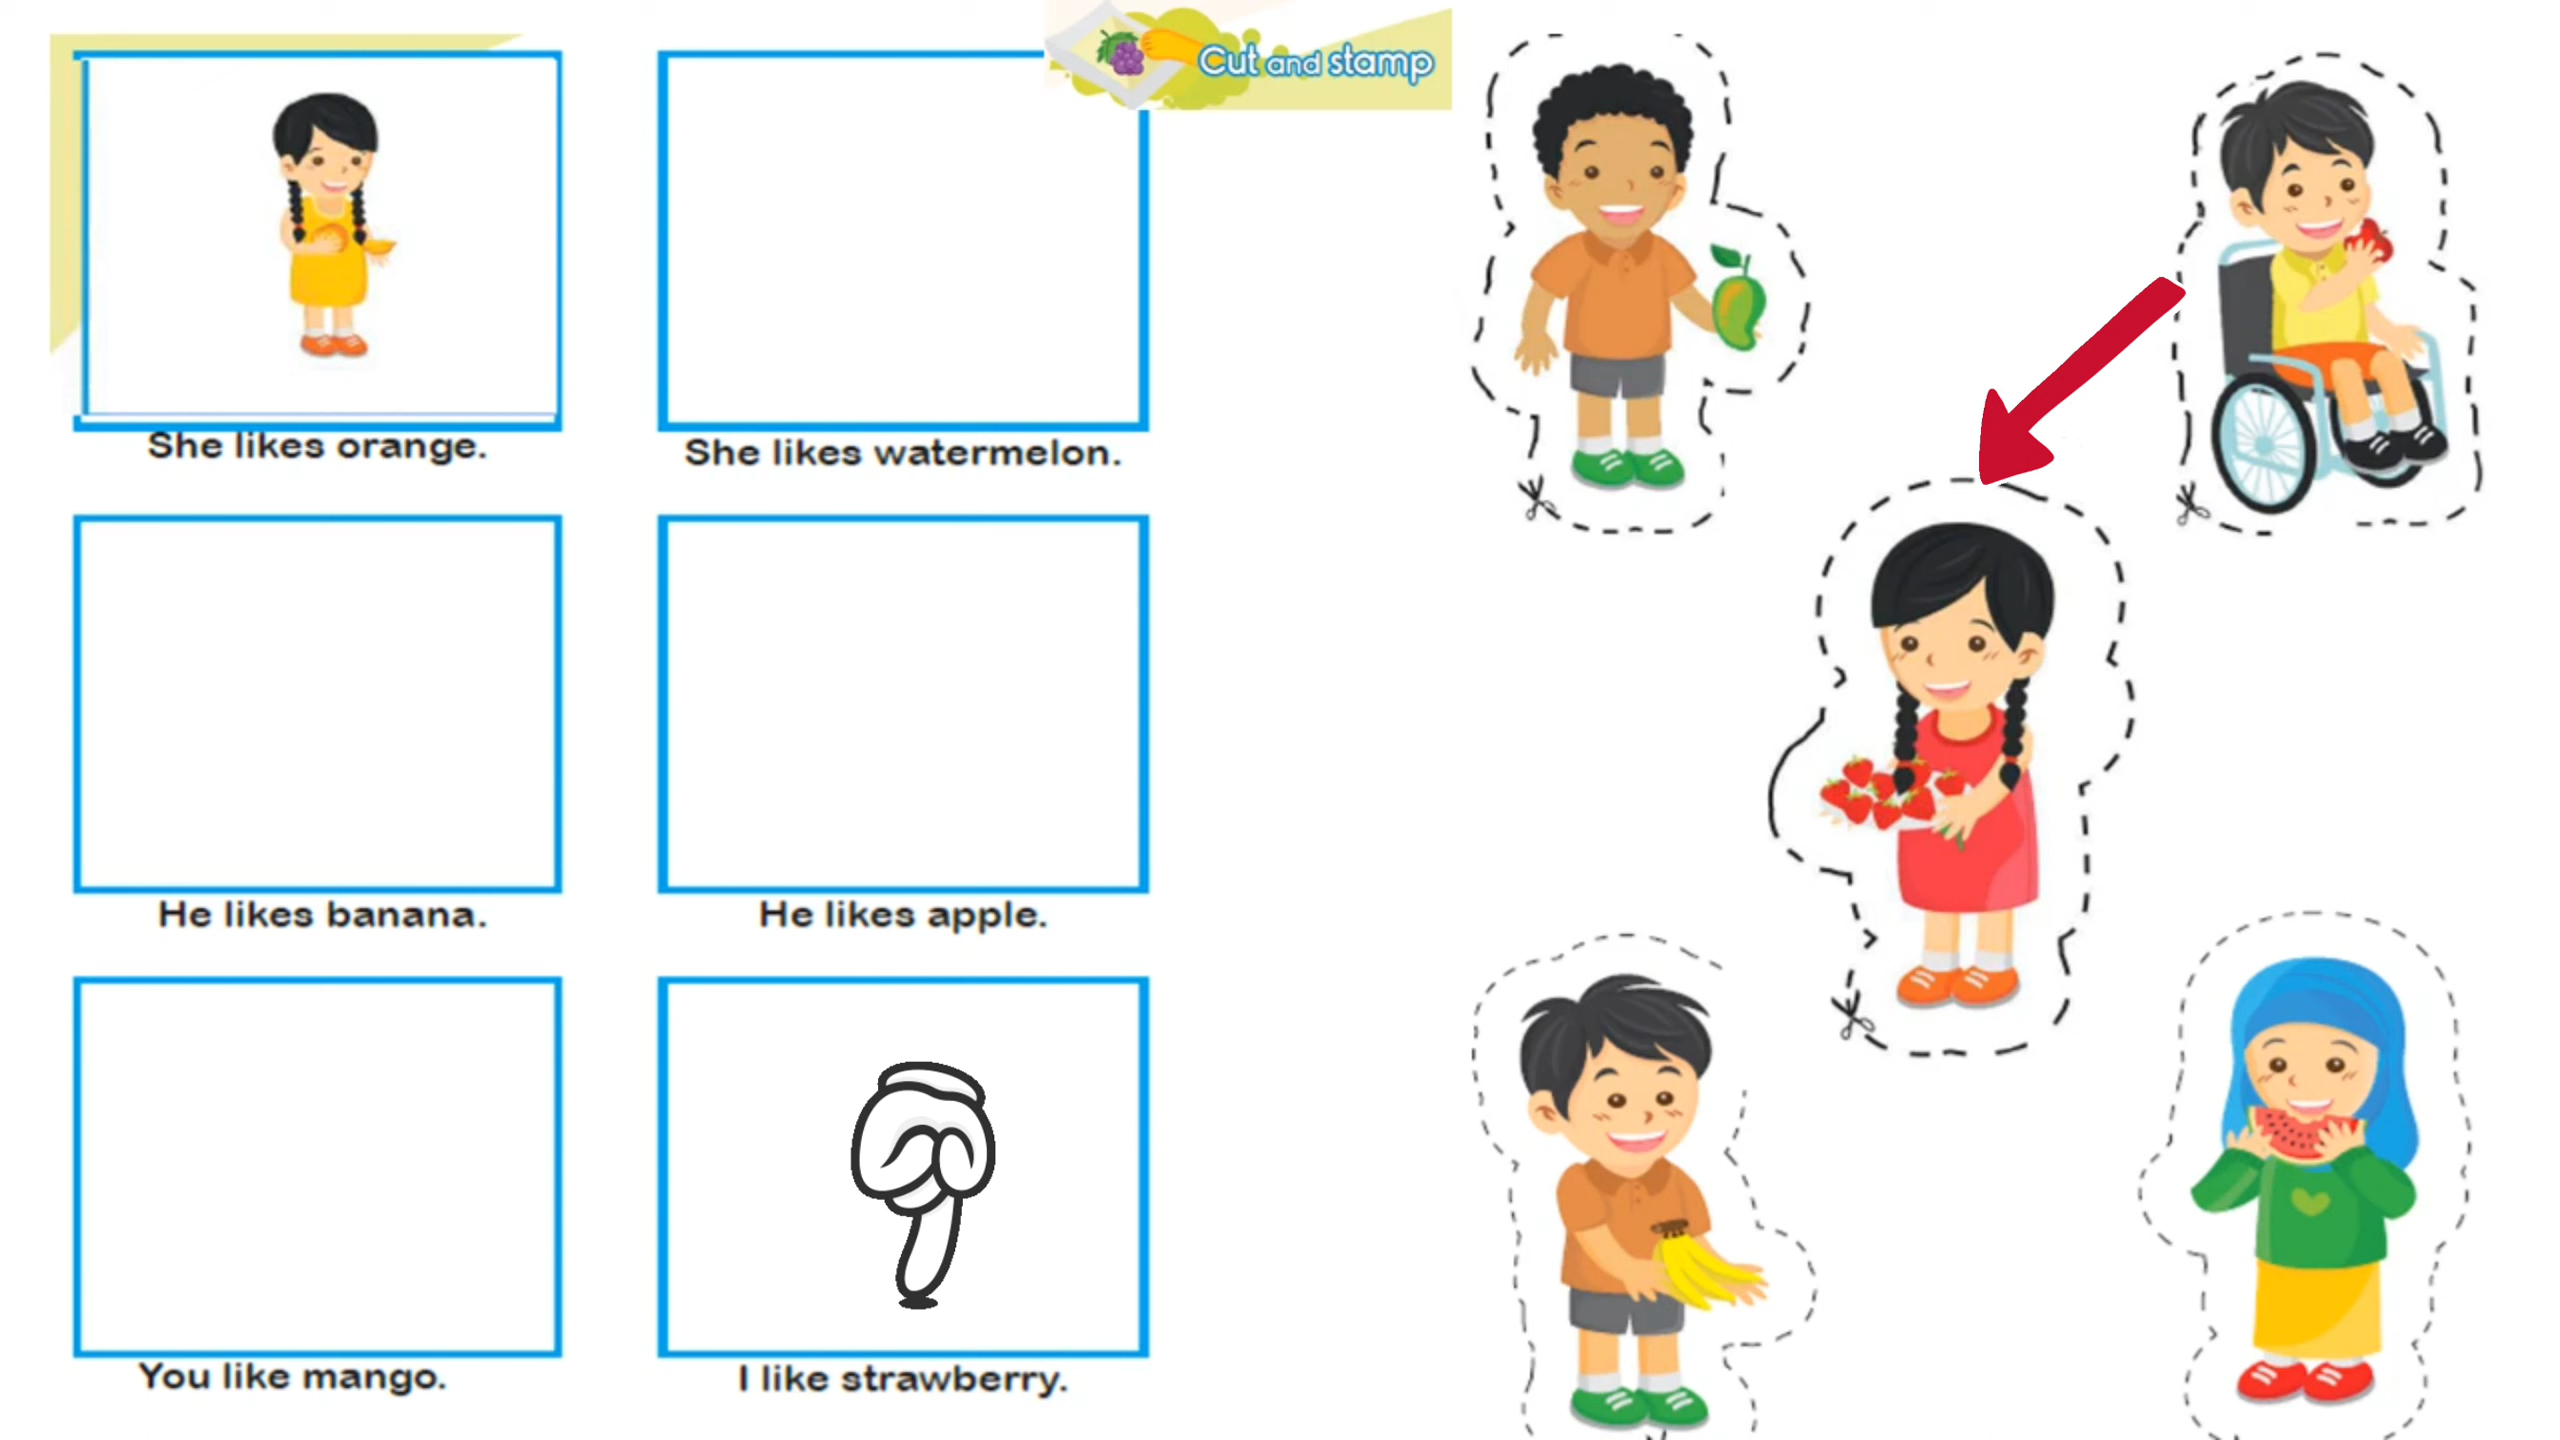 Cut and stamp
She likes orange.
She likes watermelon.
He likes banana.
He likes apple.
You like mango.
I like strawberry.